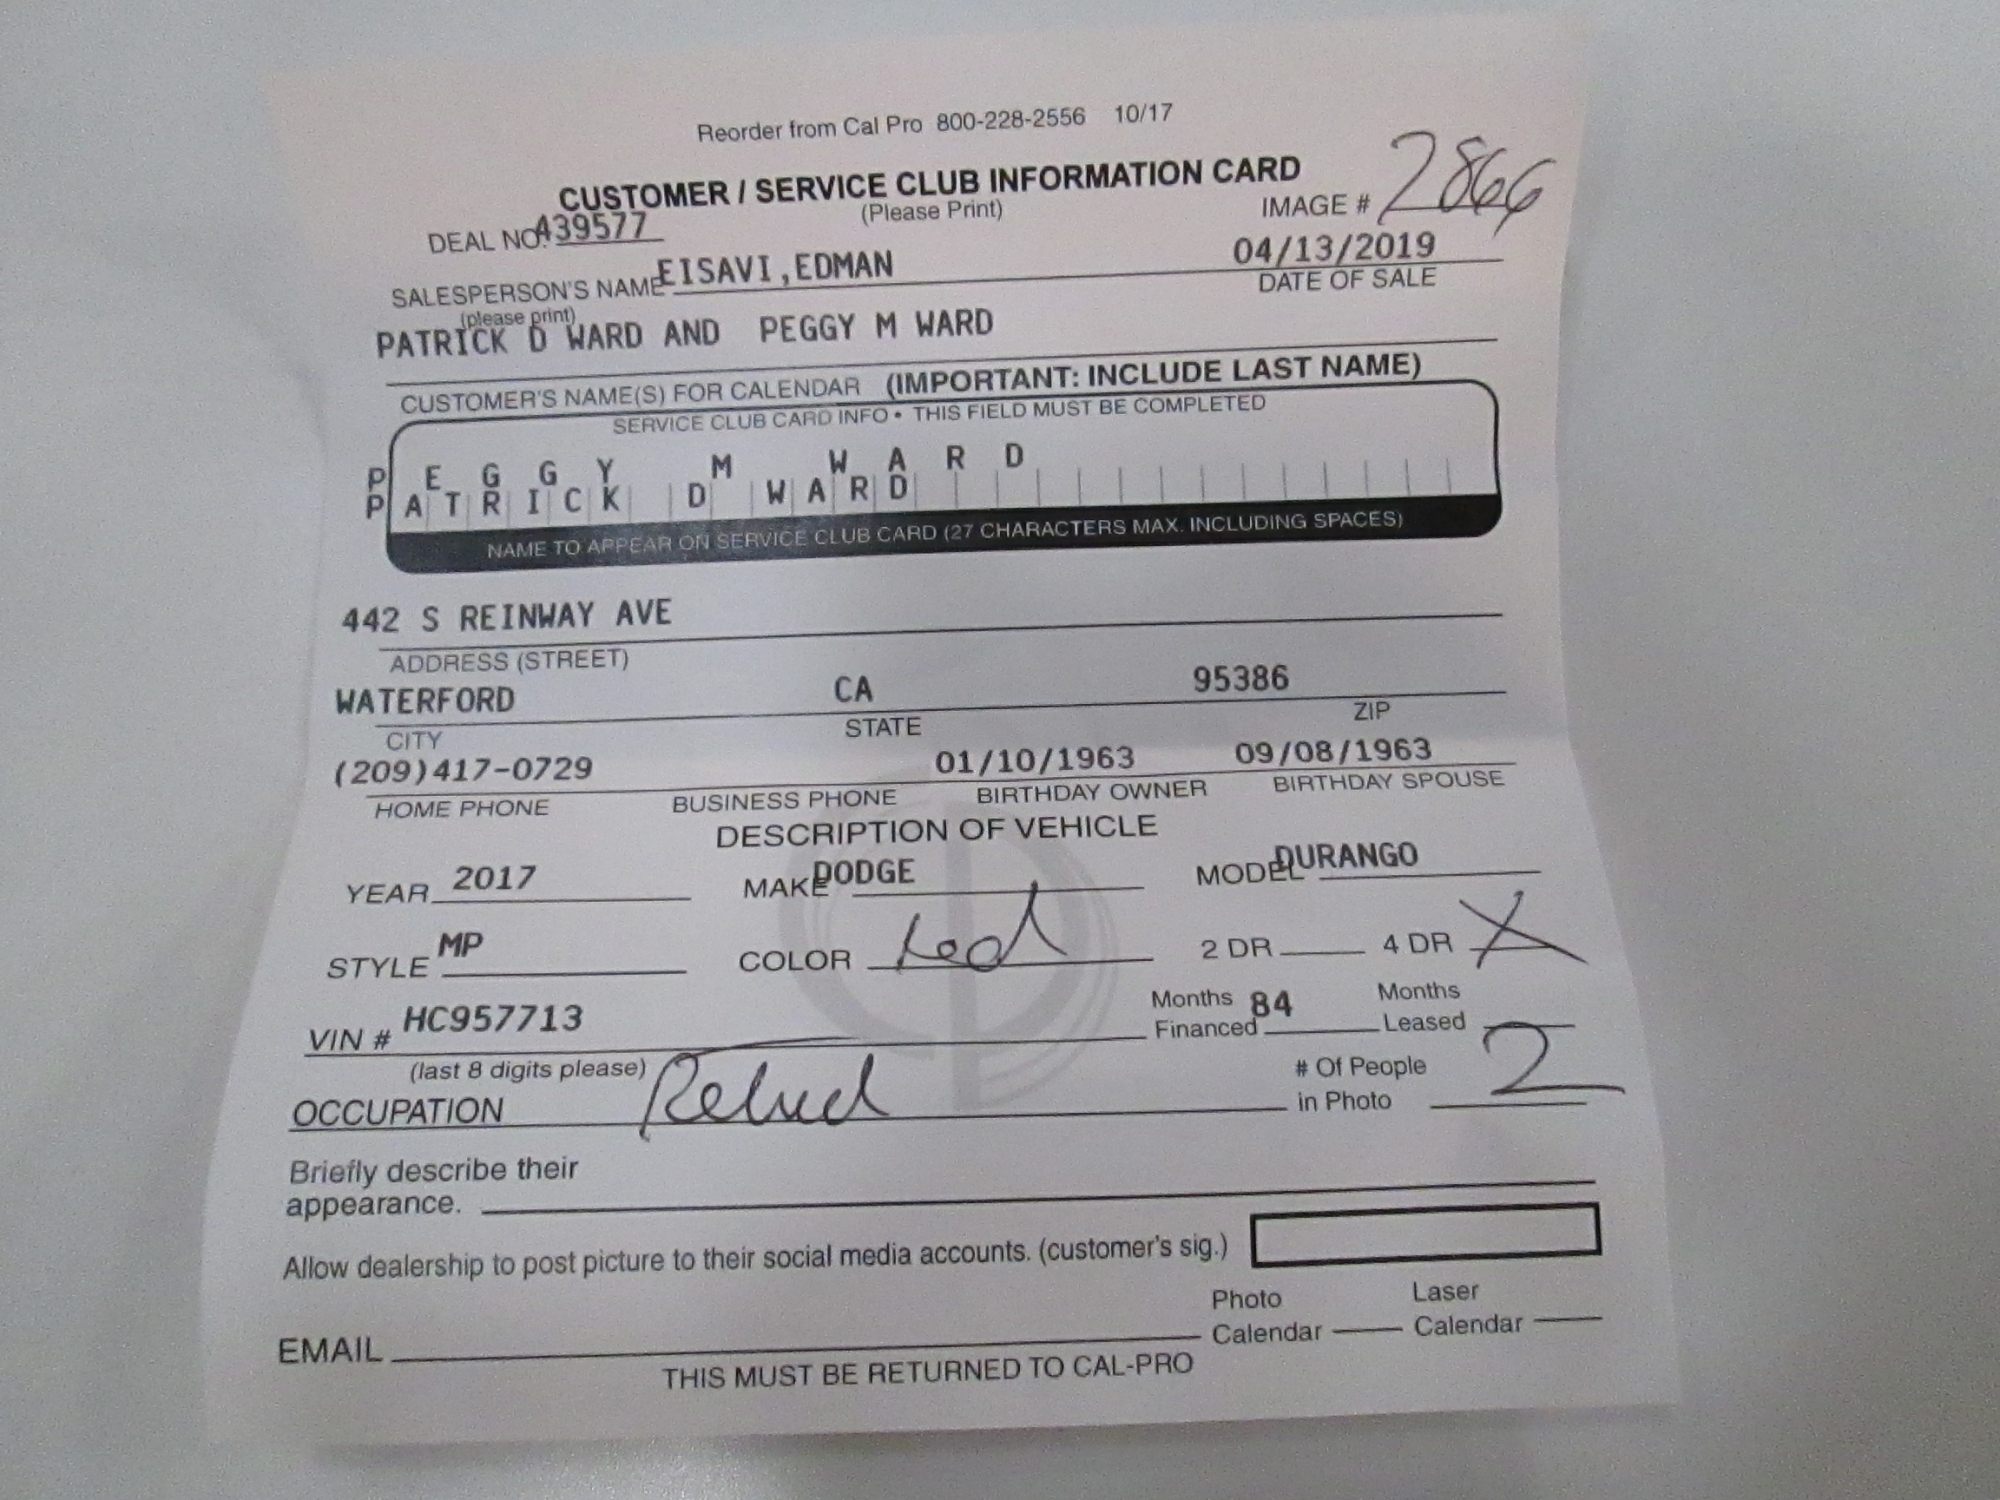 Reorder from Cal Pro 800-228-2556 10/17
CUSTOMER / SERVICE CLUB INFORMATION CARD
(Please Print)
IMAGE # 2866
DEAL NO. 439577
SALESPERSON'S NAME EISAVI,EDMAN
04/13/2019
(please print)
DATE OF SALE
PATRICK D WARD AND PEGGY M WARD
CUSTOMER'S NAME(S) FOR CALENDAR (IMPORTANT: INCLUDE LAST NAME)
SERVICE CLUB CARD INFO • THIS FIELD MUST BE COMPLETED
PEGGY M WARD
PATRICK D WARD
NAME TO APPEAR ON SERVICE CLUB CARD (27 CHARACTERS MAX. INCLUDING SPACES)
442 S REINWAY AVE
ADDRESS (STREET)
WATERFORD CA 95386
CITY STATE ZIP
(209)417-0729 01/10/1963 09/08/1963
HOME PHONE BUSINESS PHONE BIRTHDAY OWNER BIRTHDAY SPOUSE
DESCRIPTION OF VEHICLE
YEAR 2017 MAKE DODGE MODEL DURANGO
STYLE MP COLOR red 2 DR 4 DR X
VIN # HC957713 Months Financed 84 Months Leased
(last 8 digits please)
OCCUPATION Retired # Of People in Photo 2
Briefly describe their
appearance.
Allow dealership to post picture to their social media accounts. (customer's sig.)
EMAIL Photo Calendar Laser Calendar
THIS MUST BE RETURNED TO CAL-PRO